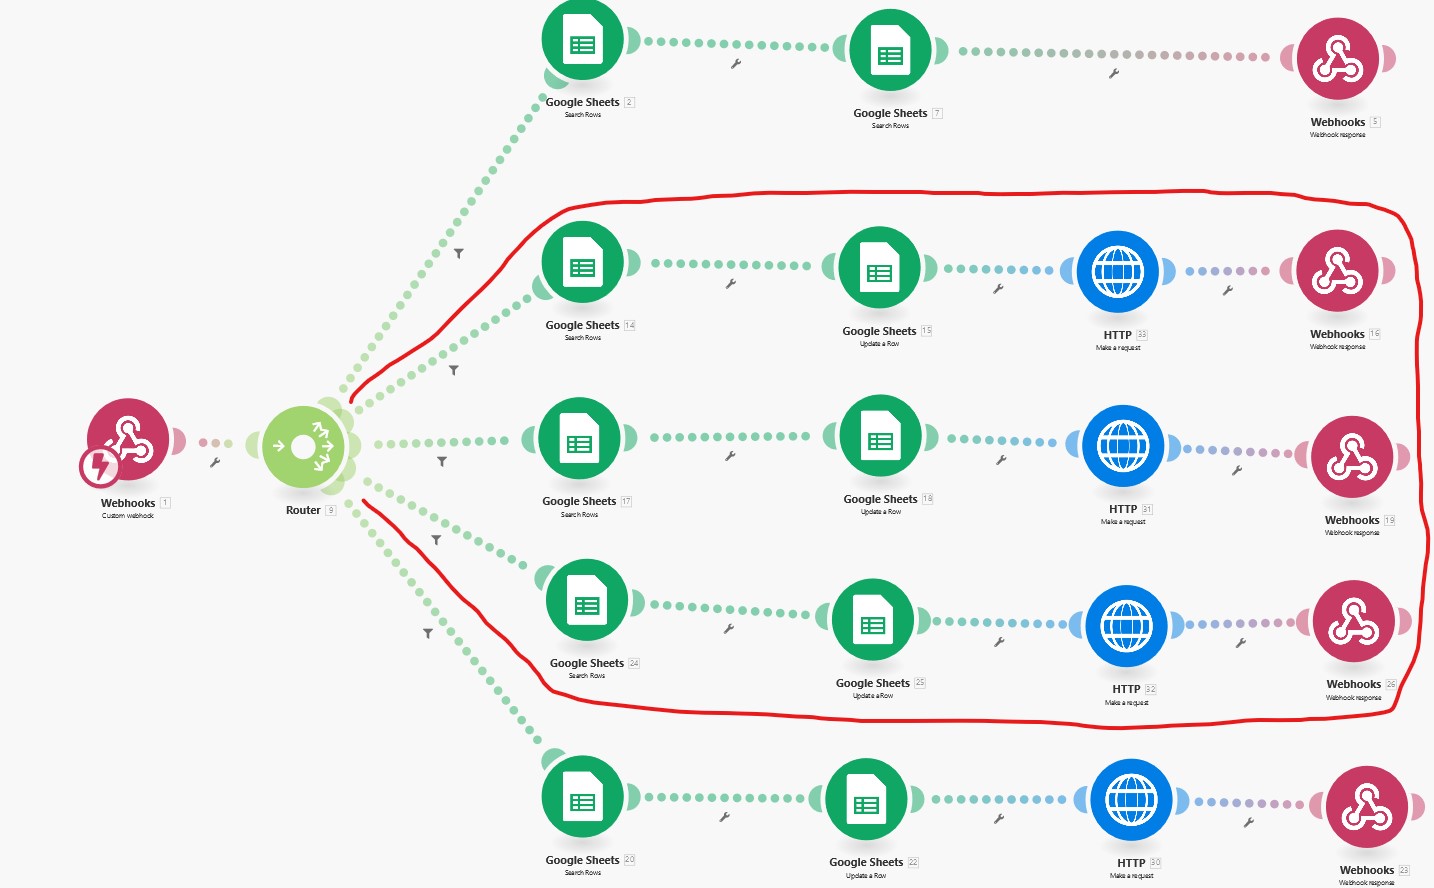 Google Sheets 2
Search Rows
Google Sheets 7
Search Rows
Webhooks 5
Webhook response
Google Sheets 14
Search Rows
Google Sheets 15
Update a Row
HTTP 33
Make a request
Webhooks 16
Webhook response
Webhooks 1
Custom webhook
Router 9
Google Sheets 17
Search Rows
Google Sheets 18
Update a Row
HTTP 31
Make a request
Webhooks 19
Webhook response
Google Sheets 24
Search Rows
Google Sheets 25
Update a Row
HTTP 32
Make a request
Webhooks 26
Webhook response
Google Sheets 20
Search Rows
Google Sheets 22
Update a Row
HTTP 30
Make a request
Webhooks 23
Webhook response